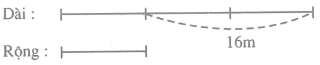 Dài :
16m
Rộng :